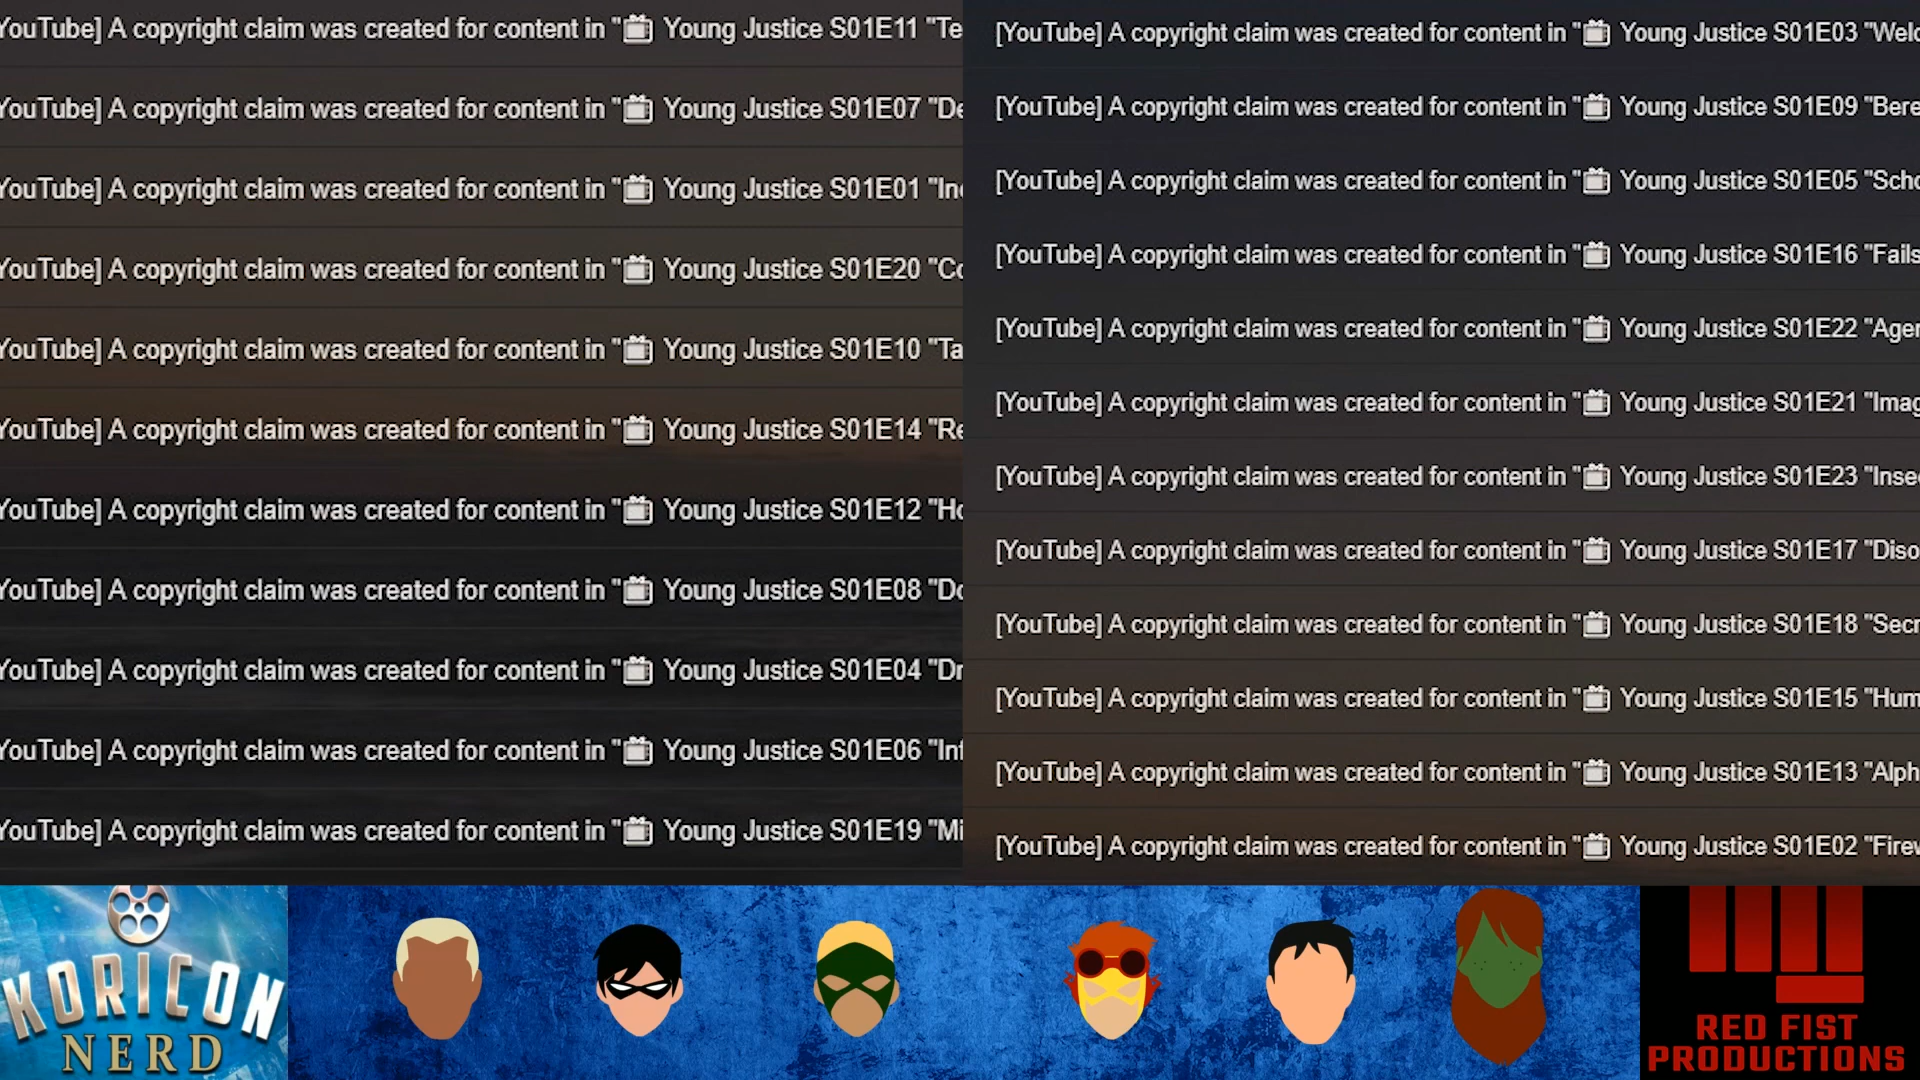 YouTube] A copyright claim was created for content in "📺 Young Justice S01E11 "Te
YouTube] A copyright claim was created for content in "📺 Young Justice S01E07 "De
YouTube] A copyright claim was created for content in "📺 Young Justice S01E01 "In
YouTube] A copyright claim was created for content in "📺 Young Justice S01E20 "Co
YouTube] A copyright claim was created for content in "📺 Young Justice S01E10 "Ta
YouTube] A copyright claim was created for content in "📺 Young Justice S01E14 "Re
YouTube] A copyright claim was created for content in "📺 Young Justice S01E12 "Ho
YouTube] A copyright claim was created for content in "📺 Young Justice S01E08 "Do
YouTube] A copyright claim was created for content in "📺 Young Justice S01E04 "Dr
YouTube] A copyright claim was created for content in "📺 Young Justice S01E06 "Inf
YouTube] A copyright claim was created for content in "📺 Young Justice S01E19 "Mi
[YouTube] A copyright claim was created for content in "📺 Young Justice S01E03 "Welc
[YouTube] A copyright claim was created for content in "📺 Young Justice S01E09 "Bere
[YouTube] A copyright claim was created for content in "📺 Young Justice S01E05 "Scho
[YouTube] A copyright claim was created for content in "📺 Young Justice S01E16 "Fails
[YouTube] A copyright claim was created for content in "📺 Young Justice S01E22 "Agen
[YouTube] A copyright claim was created for content in "📺 Young Justice S01E21 "Imag
[YouTube] A copyright claim was created for content in "📺 Young Justice S01E23 "Inse
[YouTube] A copyright claim was created for content in "📺 Young Justice S01E17 "Diso
[YouTube] A copyright claim was created for content in "📺 Young Justice S01E18 "Secr
[YouTube] A copyright claim was created for content in "📺 Young Justice S01E15 "Hum
[YouTube] A copyright claim was created for content in "📺 Young Justice S01E13 "Alph
[YouTube] A copyright claim was created for content in "📺 Young Justice S01E02 "Firew
KORICON
NERD
RED FIST
PRODUCTIONS